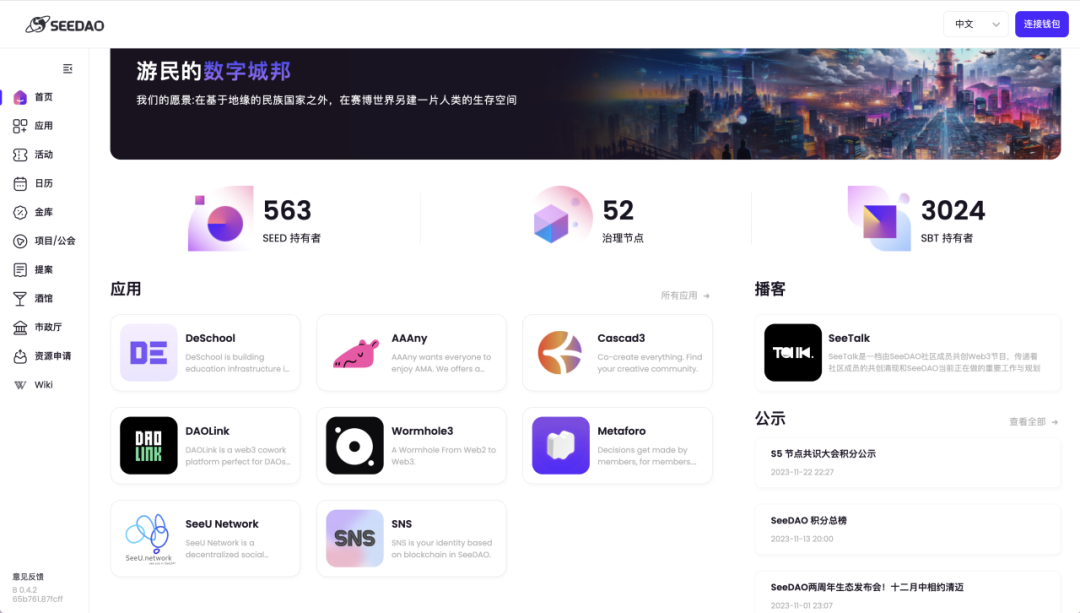 SEEDAO
中文
连接钱包
首页
应用
活动
日历
金库
项目/公会
提案
酒馆
市政厅
资源申请
Wiki
意见反馈
8 0.4.2
65b761.87fcff
游民的数字城邦
我们的愿景:在基于地缘的民族国家之外，在赛博世界另建一片人类的生存空间
563
SEED 持有者
52
治理节点
3024
SBT 持有者
应用
所有应用
DE
DeSchool
DeSchool is building
education infrastructure i...
AAAny
AAAny wants everyone to
enjoy AMA. We offers a...
Cascad3
Co-create everything. Find
your creative community.
DAO
LINK
DAOLink
DAOLink is a web3 cowork
platform perfect for DAOs...
Wormhole3
A Wormhole From Web2 to
Web3.
Metaforo
Decisions get made by
members, for members...
SeeU.network
SeeU Network
SeeU Network is a
decentralized social...
SNS
SNS
SNS is your identity based
on blockchain in SeeDAO.
播客
SeeTalk
SeeTalk是一档由SeeDAO社区成员共创Web3节目，传递着
社区成员的共创清规和SeeDAO当前正在做的重要工作与规划
公示
查看全部
S5 节点共识大会积分公示
2023-11-22 22:27
SeeDAO 积分总榜
2023-11-13 20:00
SeeDAO两周年生态发布会！十二月中相约清迈
2023-11-01 23:07